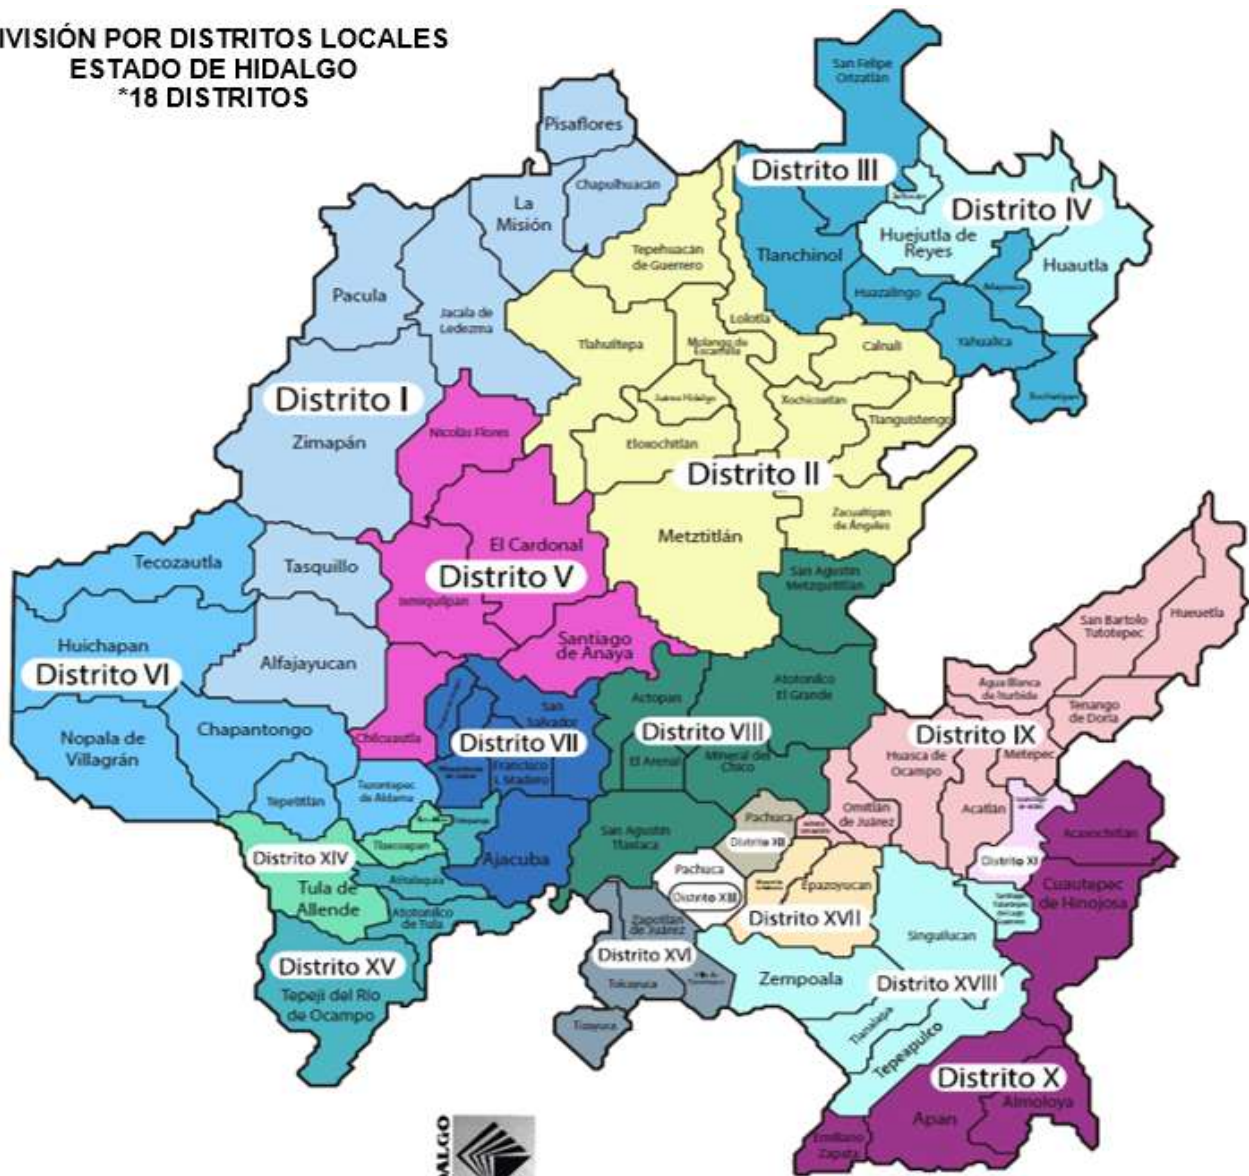 IVISIÓN POR DISTRITOS LOCALES
ESTADO DE HIDALGO
*18 DISTRITOS
San Felipe
Orizatlán
Pisaflores
Distrito III
Chapulhuacán
La
Misión
Distrito IV
Huejutla de
Reyes
Tepehuacán
de Guerrero
Tlanchinol
Huautla
Pacula
Huazalingo
Jacala de
Ledezma
Lolotla
Tlahuiltepa
Molango de
Escamilla
Calnali
Yahualica
Distrito I
Juárez Hidalgo
Xochicoatlán
Xochiatipan
Zimapán
Nicolás Flores
Tlanguistengo
Eloxochitlán
Distrito II
Zacualtipan
de Ángeles
Metztitlán
El Cardonal
Tecozautla
Tasquillo
Distrito V
San Agustín
Metzquititlán
Ixmiquilpan
San Bartolo
Tutotepec
Hueuetla
Huichapan
Santiago
de Anaya
Alfajayucan
Distrito VI
Atotonilco
El Grande
Agua Blanca
de Iturbida
Actopan
Tenango
de Doria
San
Salvador
Chapantongo
Nopala de
Villagrán
Chilcuautla
Distrito VII
Distrito VIII
Distrito IX
El Arenal
Mineral del
Chico
Huasca de
Ocampo
Metepec
Francisco
I. Madero
Tepetitlán
Tezontepec
de Aldama
Omitlán
de Juárez
Acatlán
Pachuca
Distrito XII
San Agustín
Tlaxiaca
Acaxochitlán
Tlaxcoapan
Distrito XIV
Ajacuba
Distrito XI
Pachuca
Distrito XIII
Epazoyucan
Cuautepec
de Hinojosa
Atitalaquia
Tula de
Allende
Atotonilco
de Tula
Distrito XVII
Zapotlán
de Juárez
Singuilucan
Distrito XV
Distrito XVI
Zempoala
Distrito XVIII
Tepeji del Río
de Ocampo
Tolcayuca
Tlanalapa
Tizayuca
Tepeapulco
Distrito X
Almoloya
Apan
Emiliano
Zapata
ALGO